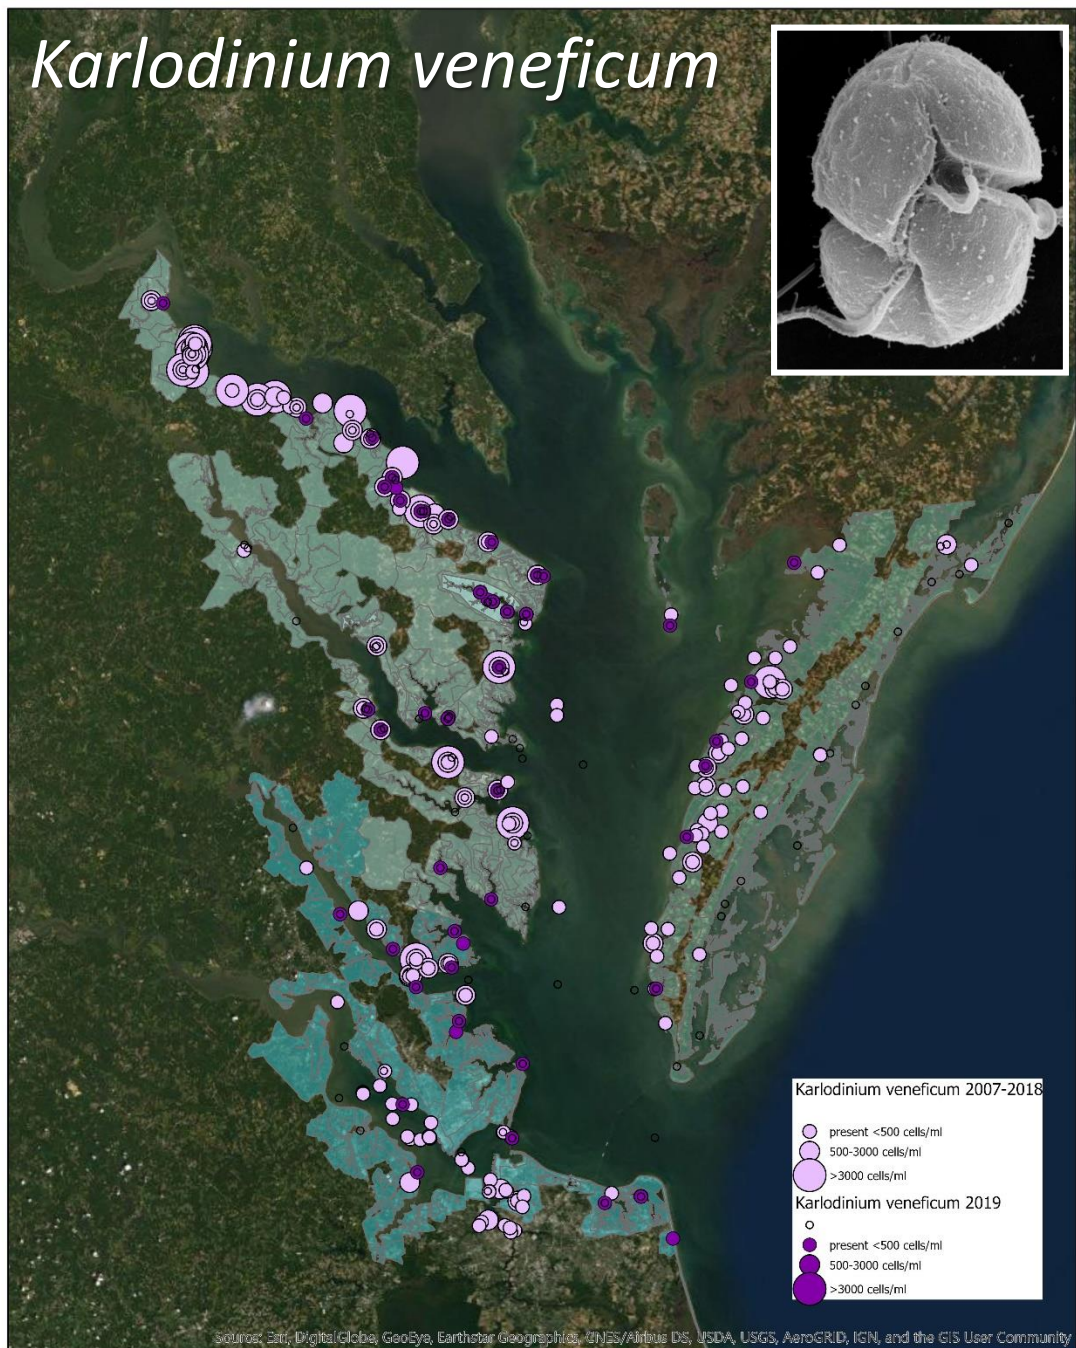 Karlodinium veneficum
Karlodinium veneficum 2007-2018
present <500 cells/ml
500-3000 cells/ml
>3000 cells/ml
Karlodinium veneficum 2019
present <500 cells/ml
500-3000 cells/ml
>3000 cells/ml
Source: Esri, DigitalGlobe, GeoEye, Earthstar Geographics, CNES/Airbus DS, USDA, USGS, AeroGRID, IGN, and the GIS User Community